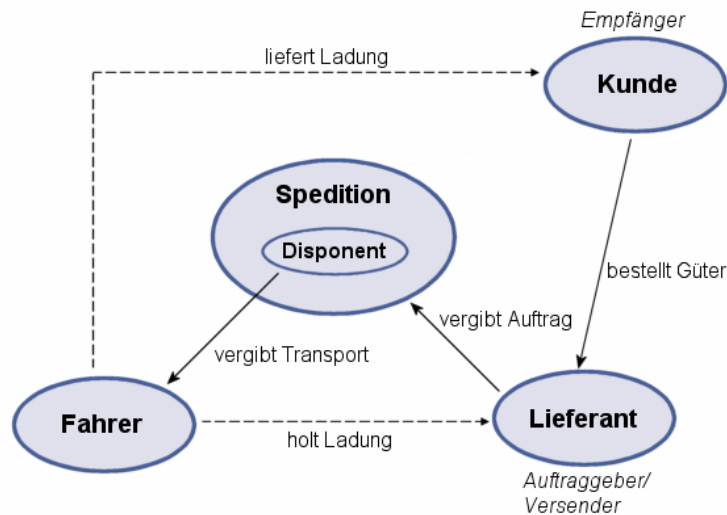 Empfänger
liefert Ladung
Kunde
Spedition
Disponent
bestellt Güter
vergibt Auftrag
vergibt Transport
Fahrer
Lieferant
holt Ladung
Auftraggeber/
Versender